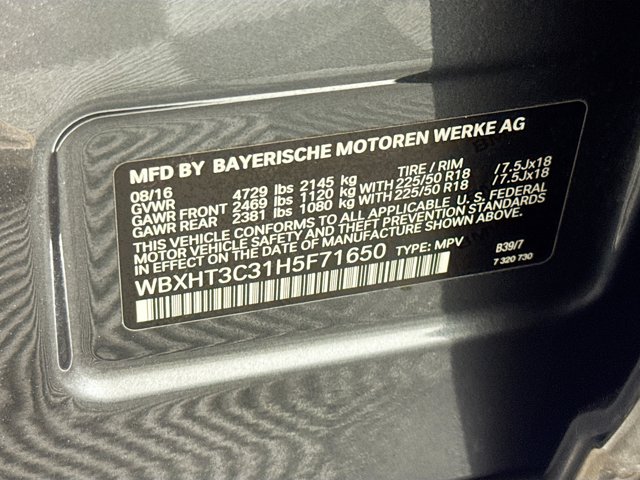 MFD BY BAYERISCHE MOTOREN WERKE AG
08/16 TIRE / RIM
GVWR 4729 lbs 2145 kg
GAWR FRONT 2469 lbs 1120 kg WITH 225/50 R18 /7.5Jx18
GAWR REAR 2381 lbs 1080 kg WITH 225/50 R18 /7.5Jx18
THIS VEHICLE CONFORMS TO ALL APPLICABLE U. S. FEDERAL
MOTOR VEHICLE SAFETY AND THEFT PREVENTION STANDARDS
IN EFFECT ON THE DATE OF MANUFACTURE SHOWN ABOVE.
WBXHT3C31H5F71650 TYPE: MPV B39/7
7 320 730